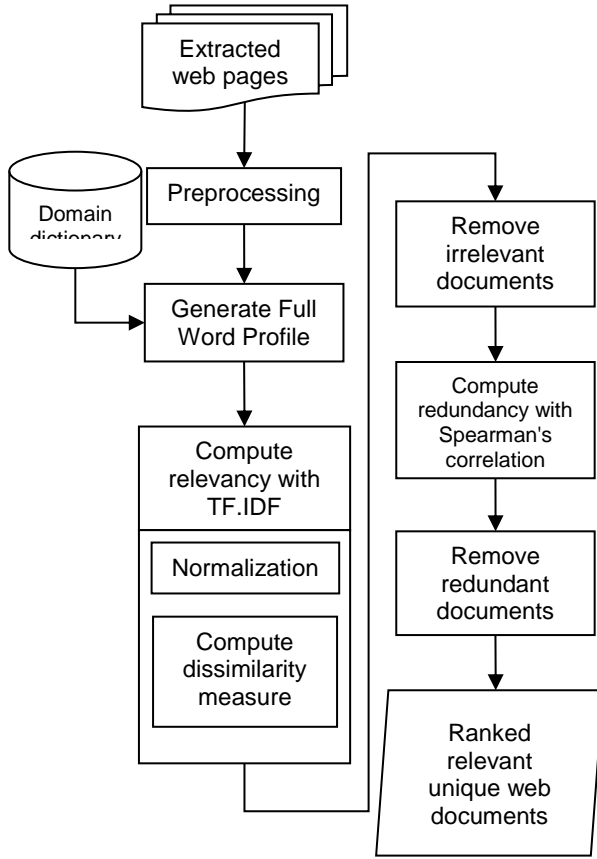 Extracted
web pages
Preprocessing
Domain
dictionary
Generate Full
Word Profile
Compute
relevancy with
TF.IDF
Normalization
Compute
dissimilarity
measure
Remove
irrelevant
documents
Compute
redundancy with
Spearman's
correlation
Remove
redundant
documents
Ranked
relevant
unique web
documents